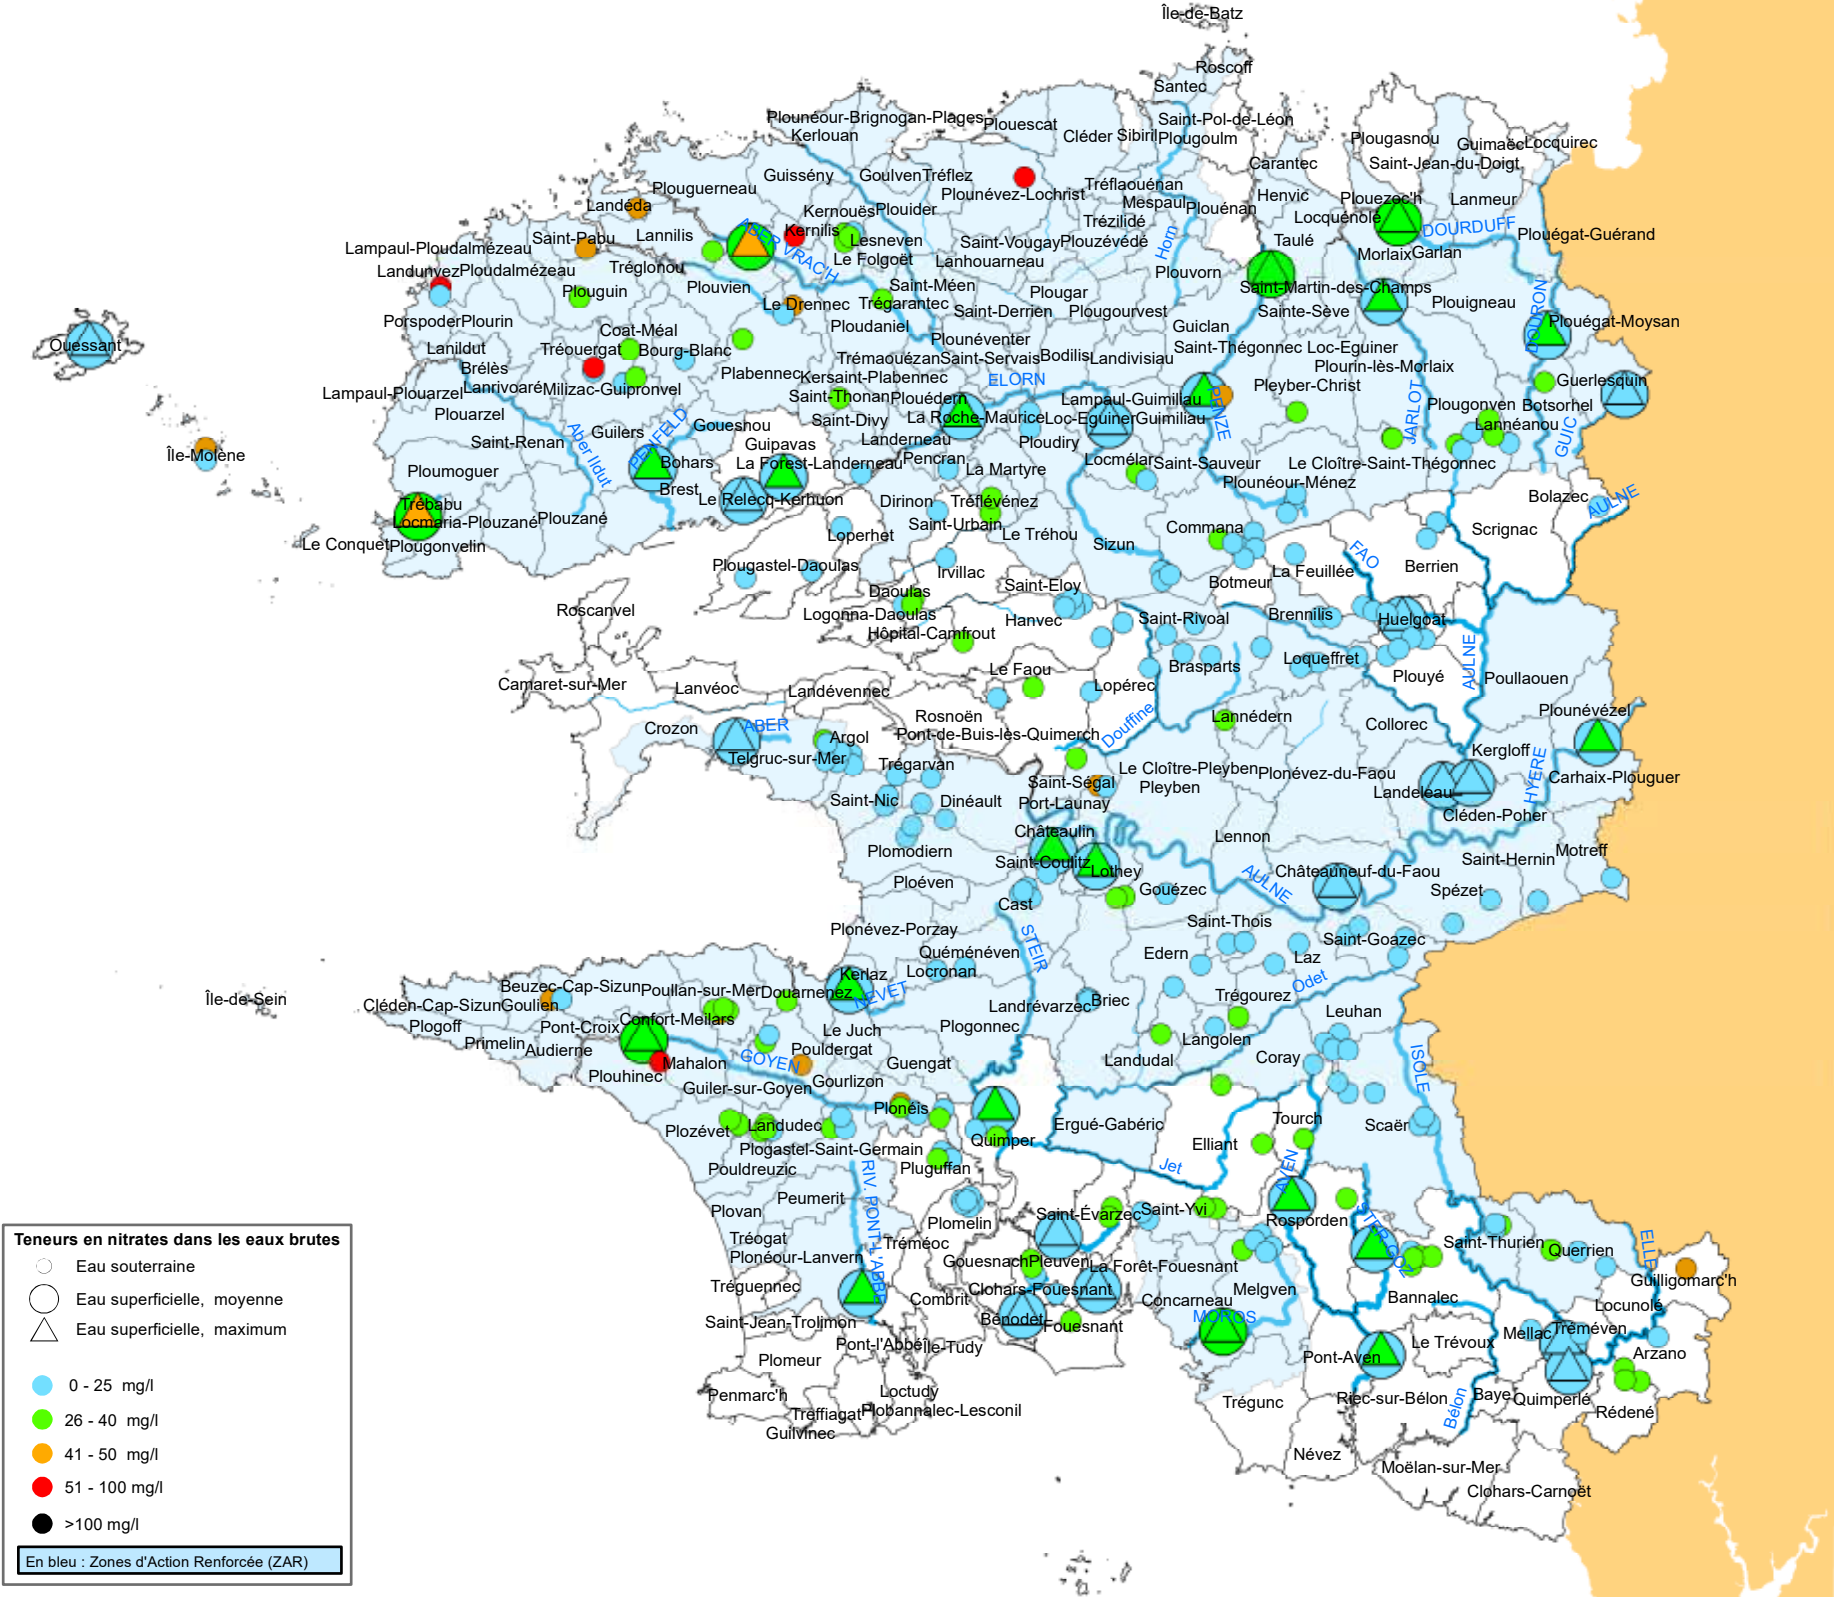 Île-de-Batz
Roscoff
Santec
Plounéour-Brignogan-Plages
Plouescat
Saint-Pol-de-Léon
Kerlouan
Cléder
Sibiril
Plougoulm
Plougasnou
Guimaëc
Locquirec
Saint-Jean-du-Doigt
Carantec
Guissény
Goulven
Tréflez
Plouguerneau
Plounévez-Lochrist
Tréflaouénan
Henvic
Plouezoc'h
Lanmeur
Landéda
Kernouës
Plouider
Mespaul
Plouénan
Locquénolé
Trézilidé
Kernilis
DOURDUFF
Saint-Pabu
Lannilis
ABER VRAC'H
Lesneven
Saint-Vougay
Plouzévédé
Horn
Taulé
Plouégat-Guérand
Lampaul-Ploudalmézeau
Le Folgoët
Lanhouarneau
Morlaix
Garlan
Landunvez
Ploudalmézeau
Tréglonou
Plouvorn
Plouguin
Plouvien
Saint-Méen
Plougar
Saint-Martin-des-Champs
Le Drennec
Trégarantec
Saint-Derrien
Plougourvest
Sainte-Sève
Plouigneau
DOURON
Porspoder
Plourin
Coat-Méal
Ploudaniel
Guiclan
Plouégat-Moysan
Ouessant
Lanildut
Tréouergat
Bourg-Blanc
Plounéventer
Saint-Thégonnec Loc-Eguiner
Trémaouézan
Saint-Servais
Bodilis
Landivisiau
Brélès
Plabennec
Kersaint-Plabennec
ELORN
Plourin-lès-Morlaix
Lampaul-Plouarzel
Lanrivoaré
Milizac-Guipronvel
Saint-Thonan
Plouédern
Lampaul-Guimiliau
PENZE
Pleyber-Christ
JARLOT
Guerlesquin
Plougonven
Botsorhel
Plouarzel
Saint-Divy
La Roche-Maurice
Loc-Eguiner
Guimiliau
Lannéanou
Saint-Renan
Aber Ildut
Guilers
PENFELD
Gouesnou
Guipavas
Landerneau
Ploudiry
GUIC
Île-Molène
Bohars
La Forest-Landerneau
Pencran
La Martyre
Locmélar
Saint-Sauveur
Le Cloître-Saint-Thégonnec
Ploumoguer
Brest
Le Relecq-Kerhuon
Dirinon
Tréflévénez
Plounéour-Ménez
Bolazec
AULNE
Trébabu
Locmaria-Plouzané
Plouzané
Saint-Urbain
Le Tréhou
Commana
Scrignac
Le Conquet
Plougonvelin
Loperhet
Sizun
FAO
Plougastel-Daoulas
Irvillac
Botmeur
La Feuillée
Berrien
Saint-Eloy
Daoulas
Roscanvel
Logonna-Daoulas
Hanvec
Saint-Rivoal
Brennilis
Huelgoat
Hôpital-Camfrout
AULNE
Le Faou
Brasparts
Loqueffret
Plouyé
Poullaouen
Camaret-sur-Mer
Lanvéoc
Landévennec
Lopérec
Rosnoën
Lannédern
Collorec
Plounévézel
Crozon
ABER
Argol
Pont-de-Buis-lès-Quimerch
Douffine
Telgruc-sur-Mer
Trégarvan
Saint-Ségal
Le Cloître-Pleyben
Plonévez-du-Faou
Kergloff
HYERE
Carhaix-Plouguer
Saint-Nic
Dinéault
Port-Launay
Pleyben
Landeleau
Cléden-Poher
Châteaulin
Lennon
Plomodiern
Saint-Coulitz
Lothey
Châteauneuf-du-Faou
Saint-Hernin
Motreff
Ploéven
Gouézec
AULNE
Spézet
Cast
Plonévez-Porzay
STEIR
Saint-Thois
Saint-Goazec
Quéménéven
Edern
Laz
Kerlaz
Locronan
Odet
Île-de-Sein
Beuzec-Cap-Sizun
Poullan-sur-Mer
Douarnenez
NEVET
Cléden-Cap-Sizun
Goulien
Landrévarzec
Briec
Trégourez
Leuhan
Plogoff
Pont-Croix
Confort-Meilars
Le Juch
Plogonnec
Primelin
Audierne
Pouldergat
Langolen
Coray
ISOLE
Mahalon
GOYEN
Guengat
Landudal
Plouhinec
Guiler-sur-Goyen
Gourlizon
Plonéis
Ergué-Gabéric
Tourch
Scaër
Plozévet
Landudec
Quimper
Elliant
Plogastel-Saint-Germain
Pouldreuzic
Pluguffan
Jet
AVEN
RIV. PONT-L'ABBE
Peumerit
Plovan
Plomelin
Saint-Évarzec
Saint-Yvi
Rosporden
STER GOZ
Tréogat
Tréméoc
Saint-Thurien
Querrien
ELLE
Plonéour-Lanvern
Gouesnach
Pleuven
La Forêt-Fouesnant
Guilligomarc'h
Tréguennec
Combrit
Clohars-Fouesnant
Melgven
Bannalec
Locunolé
Concarneau
Saint-Jean-Trolimon
Bénodet
Fouesnant
MOROS
Mellac
Tréméven
Pont-l'Abbé
Île-Tudy
Le Trévoux
Arzano
Plomeur
Pont-Aven
Penmarc'h
Loctudy
Trégunc
Riec-sur-Bélon
Bélon
Baye
Quimperlé
Rédené
Treffiagat
Plobannalec-Lesconil
Guilvinec
Névez
Moëlan-sur-Mer
Clohars-Carnoët
Teneurs en nitrates dans les eaux brutes
Eau souterraine
Eau superficielle, moyenne
Eau superficielle, maximum
0 - 25 mg/l
26 - 40 mg/l
41 - 50 mg/l
51 - 100 mg/l
>100 mg/l
En bleu : Zones d'Action Renforcée (ZAR)